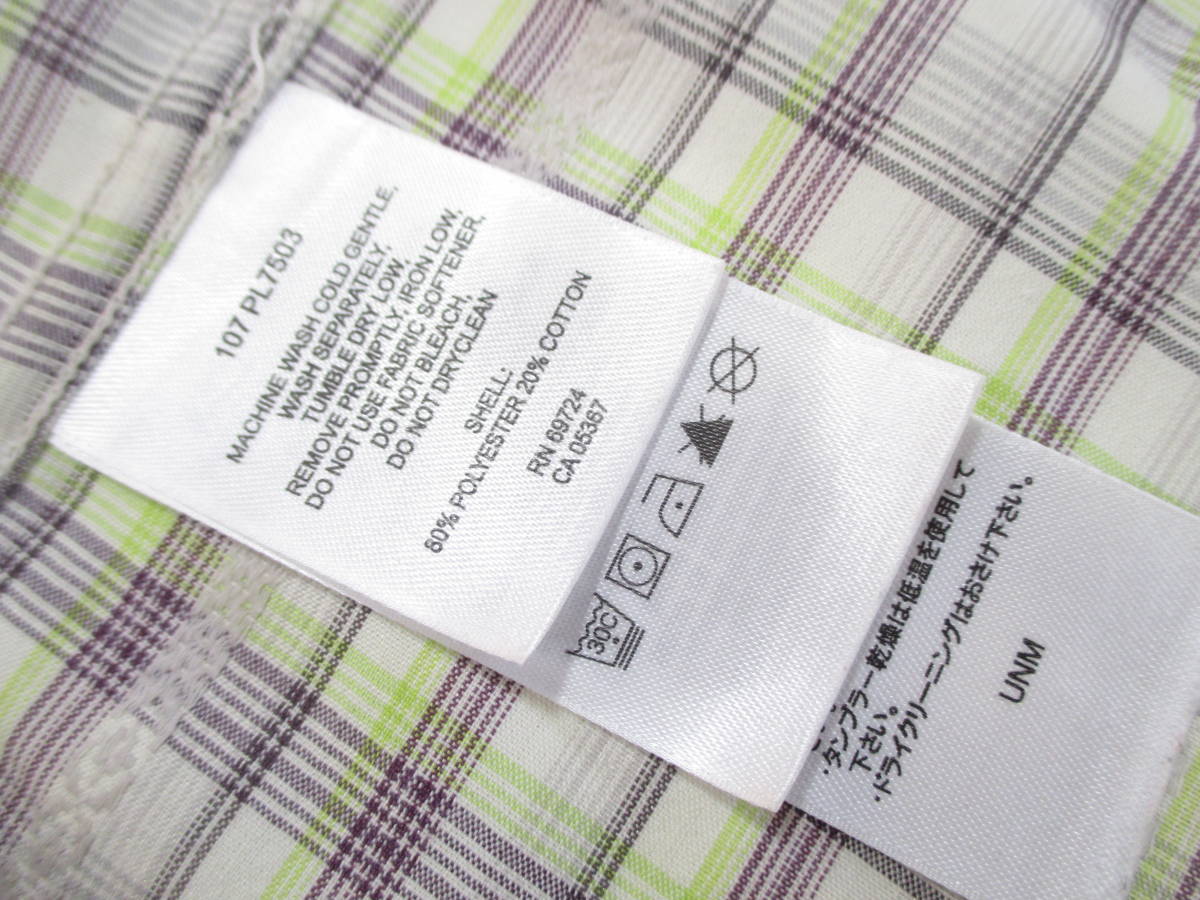 107 PL7503
MACHINE WASH COLD GENTLE,
WASH SEPARATELY,
TUMBLE DRY LOW,
REMOVE PROMPTLY, IRON LOW,
DO NOT USE FABRIC SOFTENER,
DO NOT BLEACH,
DO NOT DRYCLEAN
SHELL:
80% POLYESTER 20% COTTON
RN 69724
CA 05367
30C
・タンブラー乾燥は低温を使用して
下さい。
・ドライクリーニングはおさけ下さい。
UNM